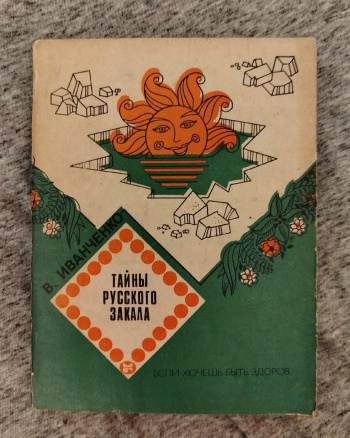 В. ИВАНЧЕНКО
ТАЙНЫ
РУССКОГО
ЗАКАЛА
ЕСЛИ ХОЧЕШЬ БЫТЬ ЗДОРОВ